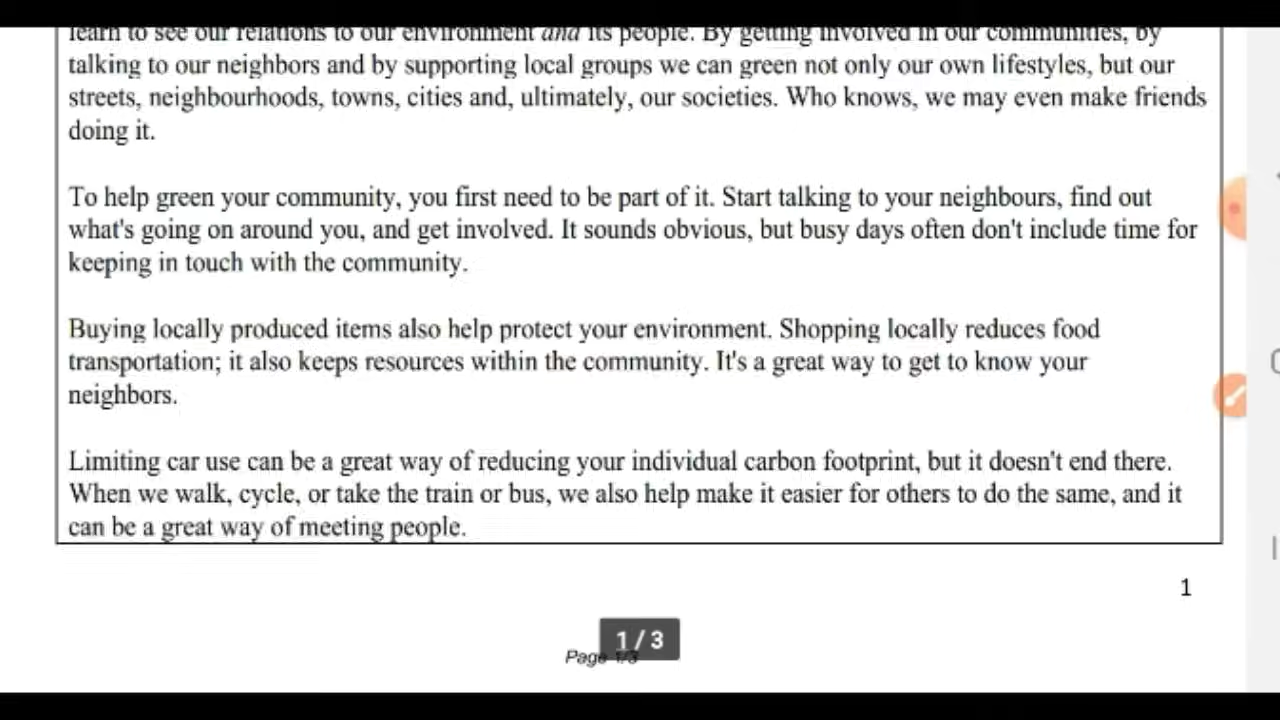 learn to see our relations to our environment and its people. By getting involved in our communities, by
talking to our neighbors and by supporting local groups we can green not only our own lifestyles, but our
streets, neighbourhoods, towns, cities and, ultimately, our societies. Who knows, we may even make friends
doing it.
To help green your community, you first need to be part of it. Start talking to your neighbours, find out
what's going on around you, and get involved. It sounds obvious, but busy days often don't include time for
keeping in touch with the community.
Buying locally produced items also help protect your environment. Shopping locally reduces food
transportation; it also keeps resources within the community. It's a great way to get to know your
neighbors.
Limiting car use can be a great way of reducing your individual carbon footprint, but it doesn't end there.
When we walk, cycle, or take the train or bus, we also help make it easier for others to do the same, and it
can be a great way of meeting people.
1
1 / 3
Page 1/3